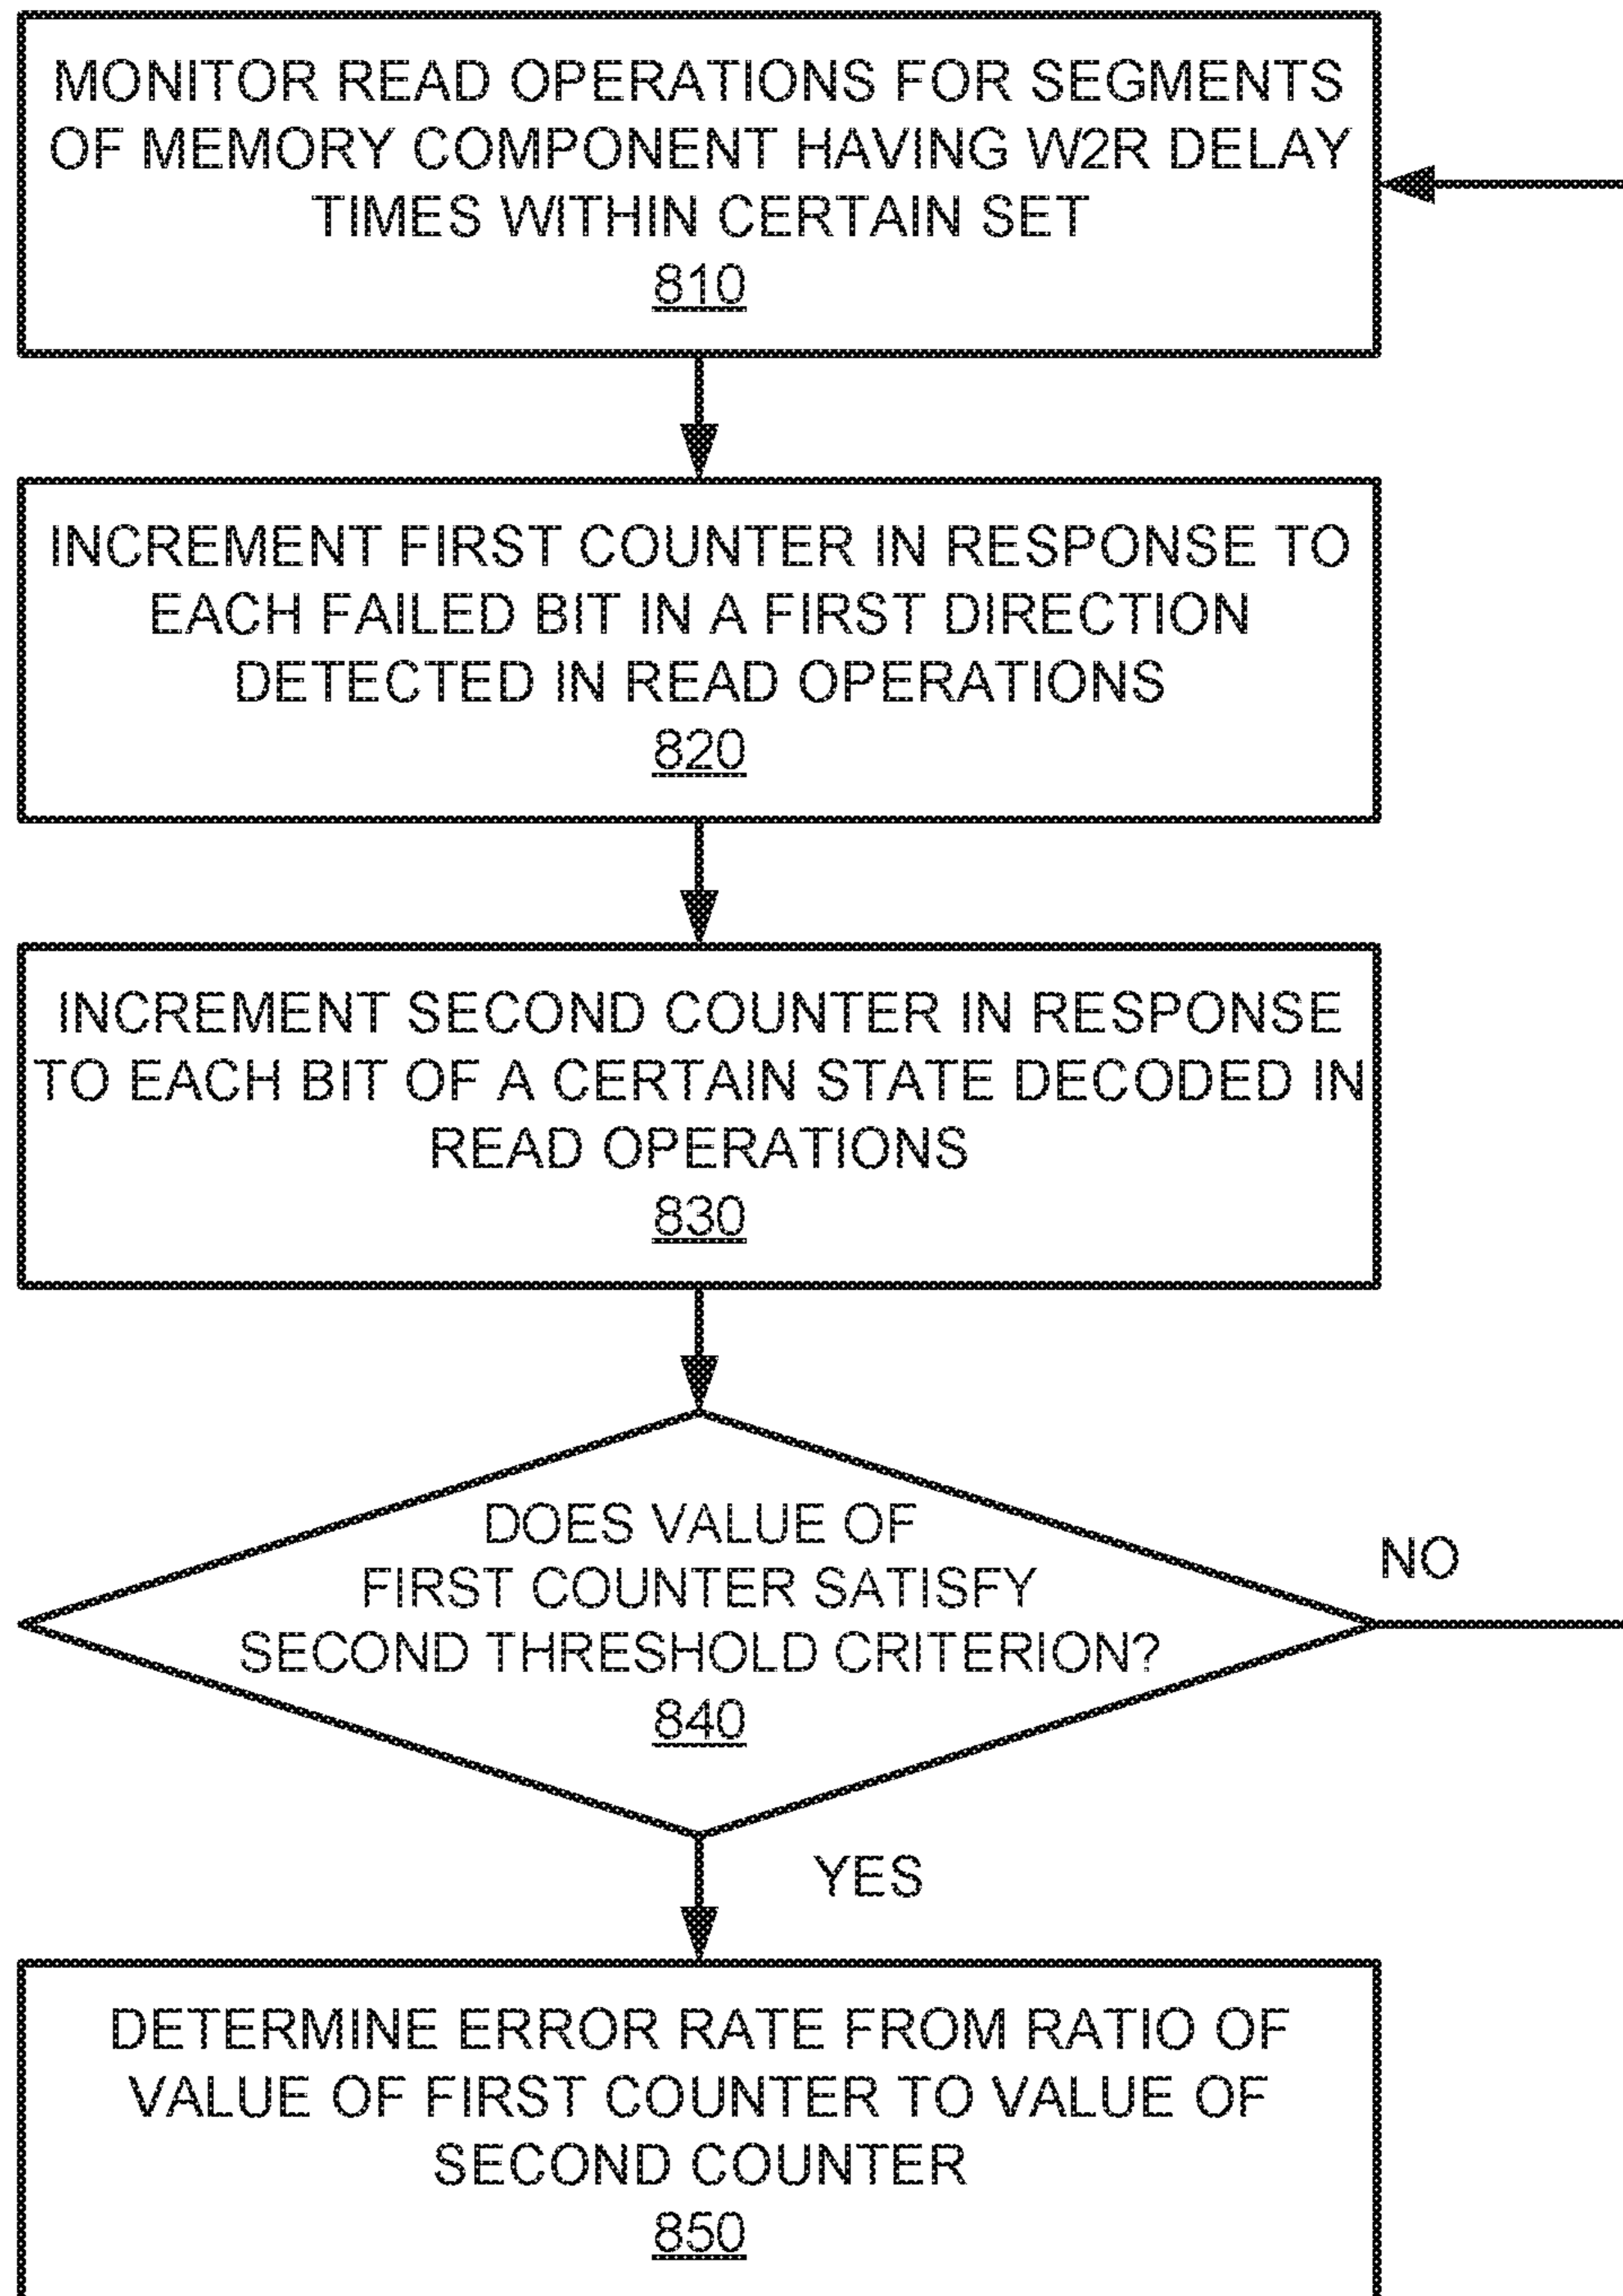 MONITOR READ OPERATIONS FOR SEGMENTS
OF MEMORY COMPONENT HAVING W2R DELAY
TIMES WITHIN CERTAIN SET
810
INCREMENT FIRST COUNTER IN RESPONSE TO
EACH FAILED BIT IN A FIRST DIRECTION
DETECTED IN READ OPERATIONS
820
INCREMENT SECOND COUNTER IN RESPONSE
TO EACH BIT OF A CERTAIN STATE DECODED IN
READ OPERATIONS
830
DOES VALUE OF
FIRST COUNTER SATISFY
SECOND THRESHOLD CRITERION?
840
NO
YES
DETERMINE ERROR RATE FROM RATIO OF
VALUE OF FIRST COUNTER TO VALUE OF
SECOND COUNTER
850